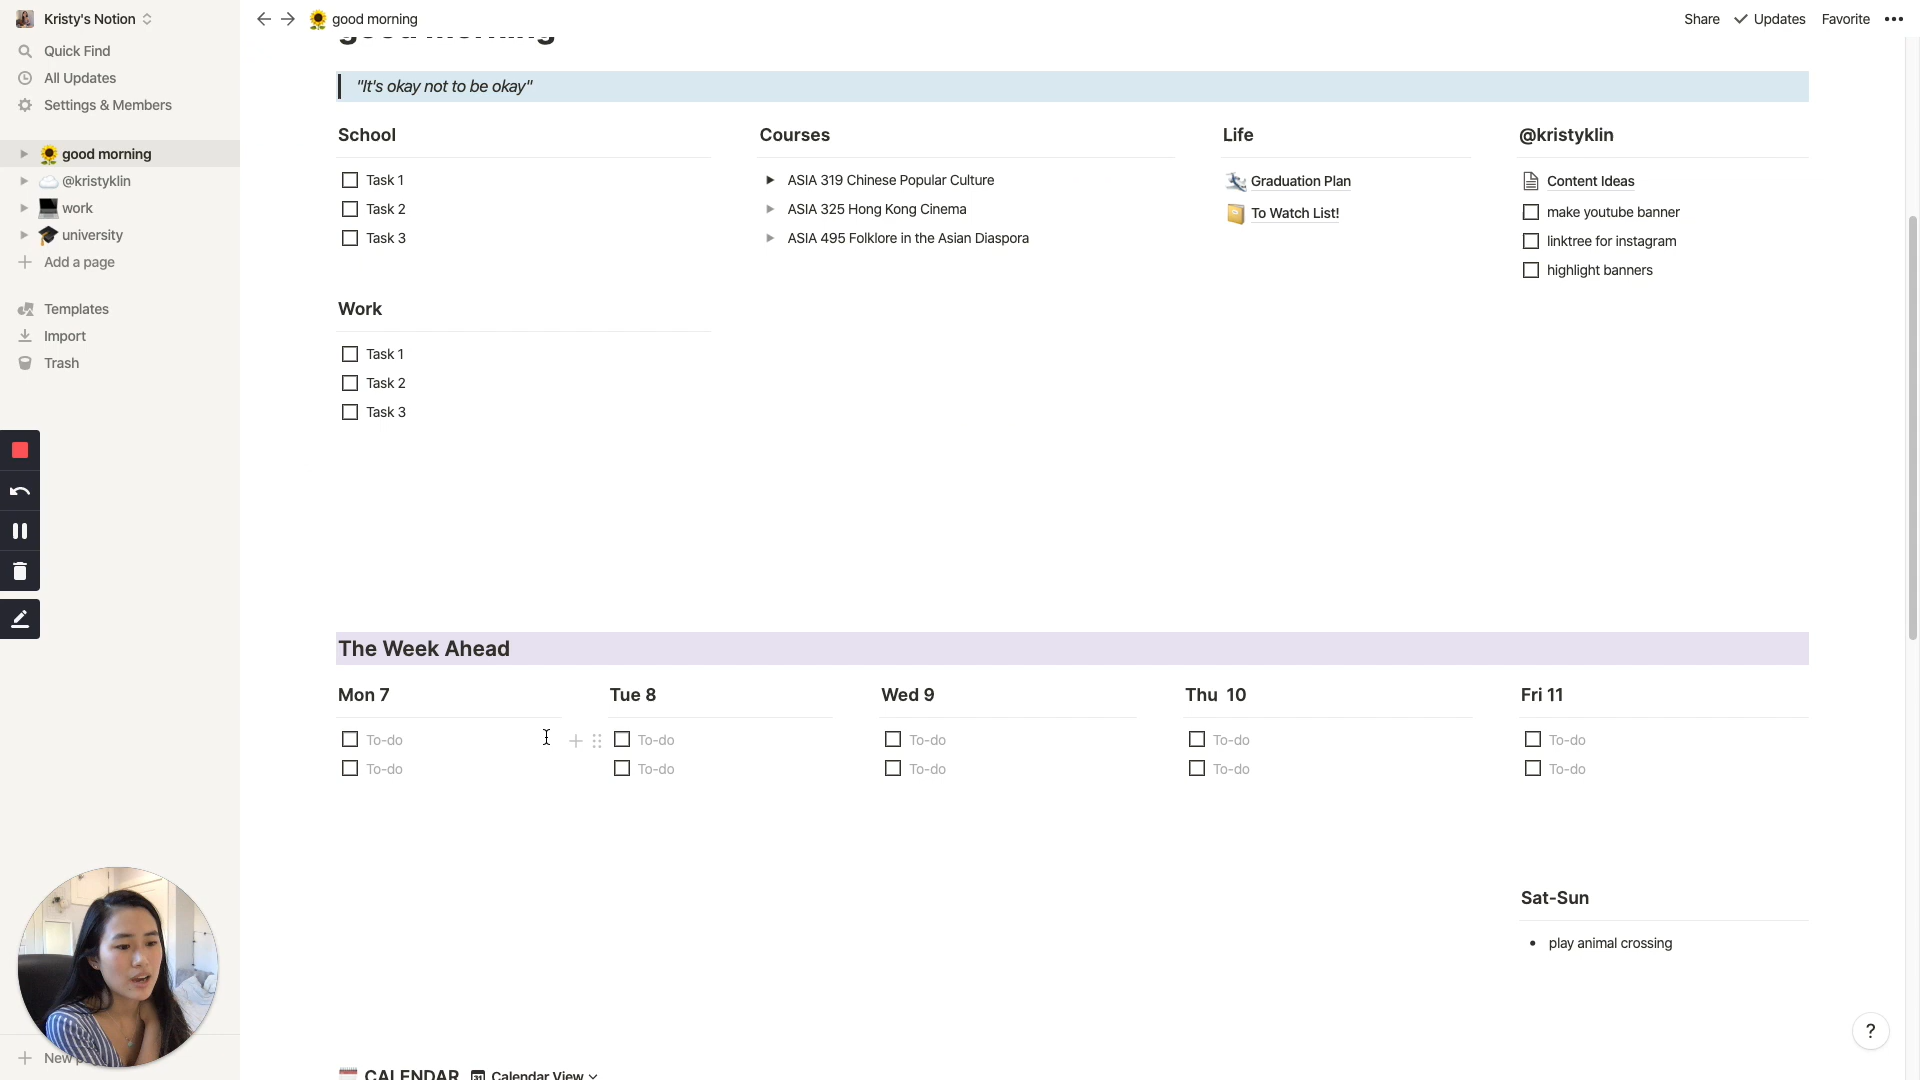 Kristy's Notion
Quick Find
All Updates
Settings & Members
good morning
@kristyklin
work
university
Add a page
Templates
Import
Trash
good morning
Share
Updates
Favorite
good morning
"It's okay not to be okay"
School
Task 1
Task 2
Task 3
Work
Task 1
Task 2
Task 3
Courses
ASIA 319 Chinese Popular Culture
ASIA 325 Hong Kong Cinema
ASIA 495 Folklore in the Asian Diaspora
Life
Graduation Plan
To Watch List!
@kristyklin
Content Ideas
make youtube banner
linktree for instagram
highlight banners
The Week Ahead
Mon 7
To-do
To-do
Tue 8
To-do
To-do
Wed 9
To-do
To-do
Thu 10
To-do
To-do
Fri 11
To-do
To-do
Sat-Sun
• play animal crossing
CALENDAR
Calendar View
New
?